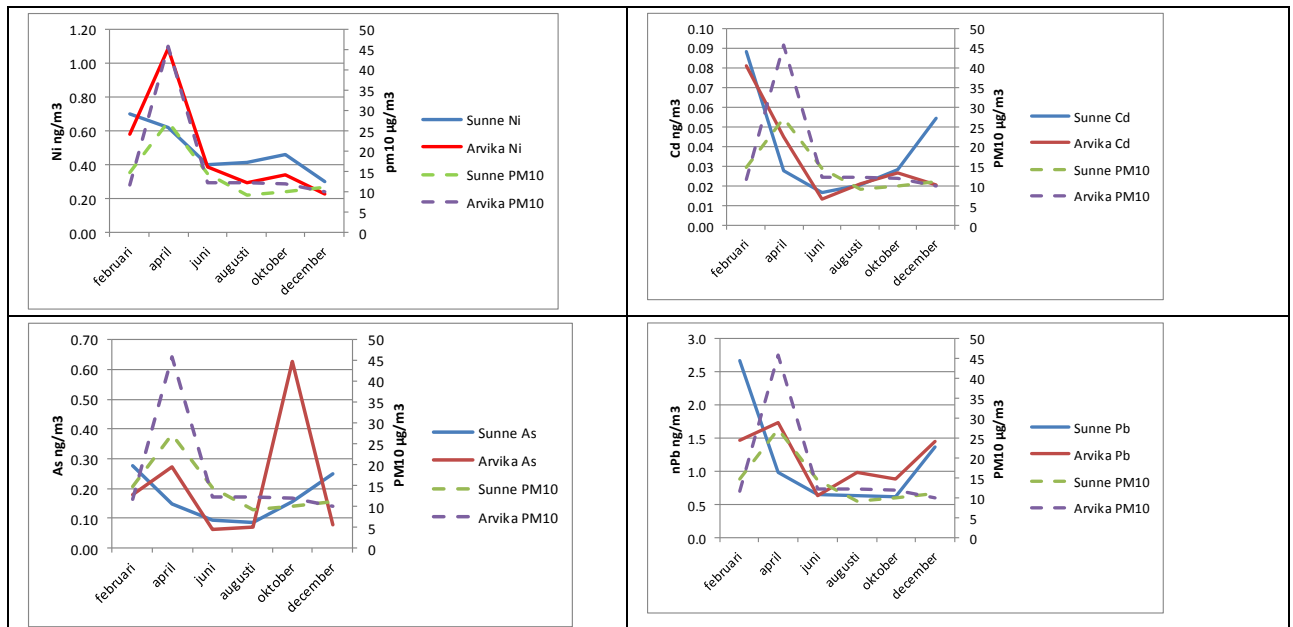 1.20
1.00
0.80
0.60
0.40
0.20
0.00
Ni ng/m3
50
45
40
35
30
25
20
15
10
5
0
pm10 µg/m3
februari
april
juni
augusti
oktober
december
Sunne Ni
Arvika Ni
Sunne PM10
Arvika PM10
0.10
0.09
0.08
0.07
0.06
0.05
0.04
0.03
0.02
0.01
0.00
Cd ng/m3
50
45
40
35
30
25
20
15
10
5
0
PM10 µg/m3
februari
april
juni
augusti
oktober
december
Sunne Cd
Arvika Cd
Sunne PM10
Arvika PM10
0.70
0.60
0.50
0.40
0.30
0.20
0.10
0.00
As ng/m3
50
45
40
35
30
25
20
15
10
5
0
PM10 µg/m3
februari
april
juni
augusti
oktober
december
Sunne As
Arvika As
Sunne PM10
Arvika PM10
3.0
2.5
2.0
1.5
1.0
0.5
0.0
nPb ng/m3
50
45
40
35
30
25
20
15
10
5
0
PM10 µg/m3
februari
april
juni
augusti
oktober
december
Sunne Pb
Arvika Pb
Sunne PM10
Arvika PM10